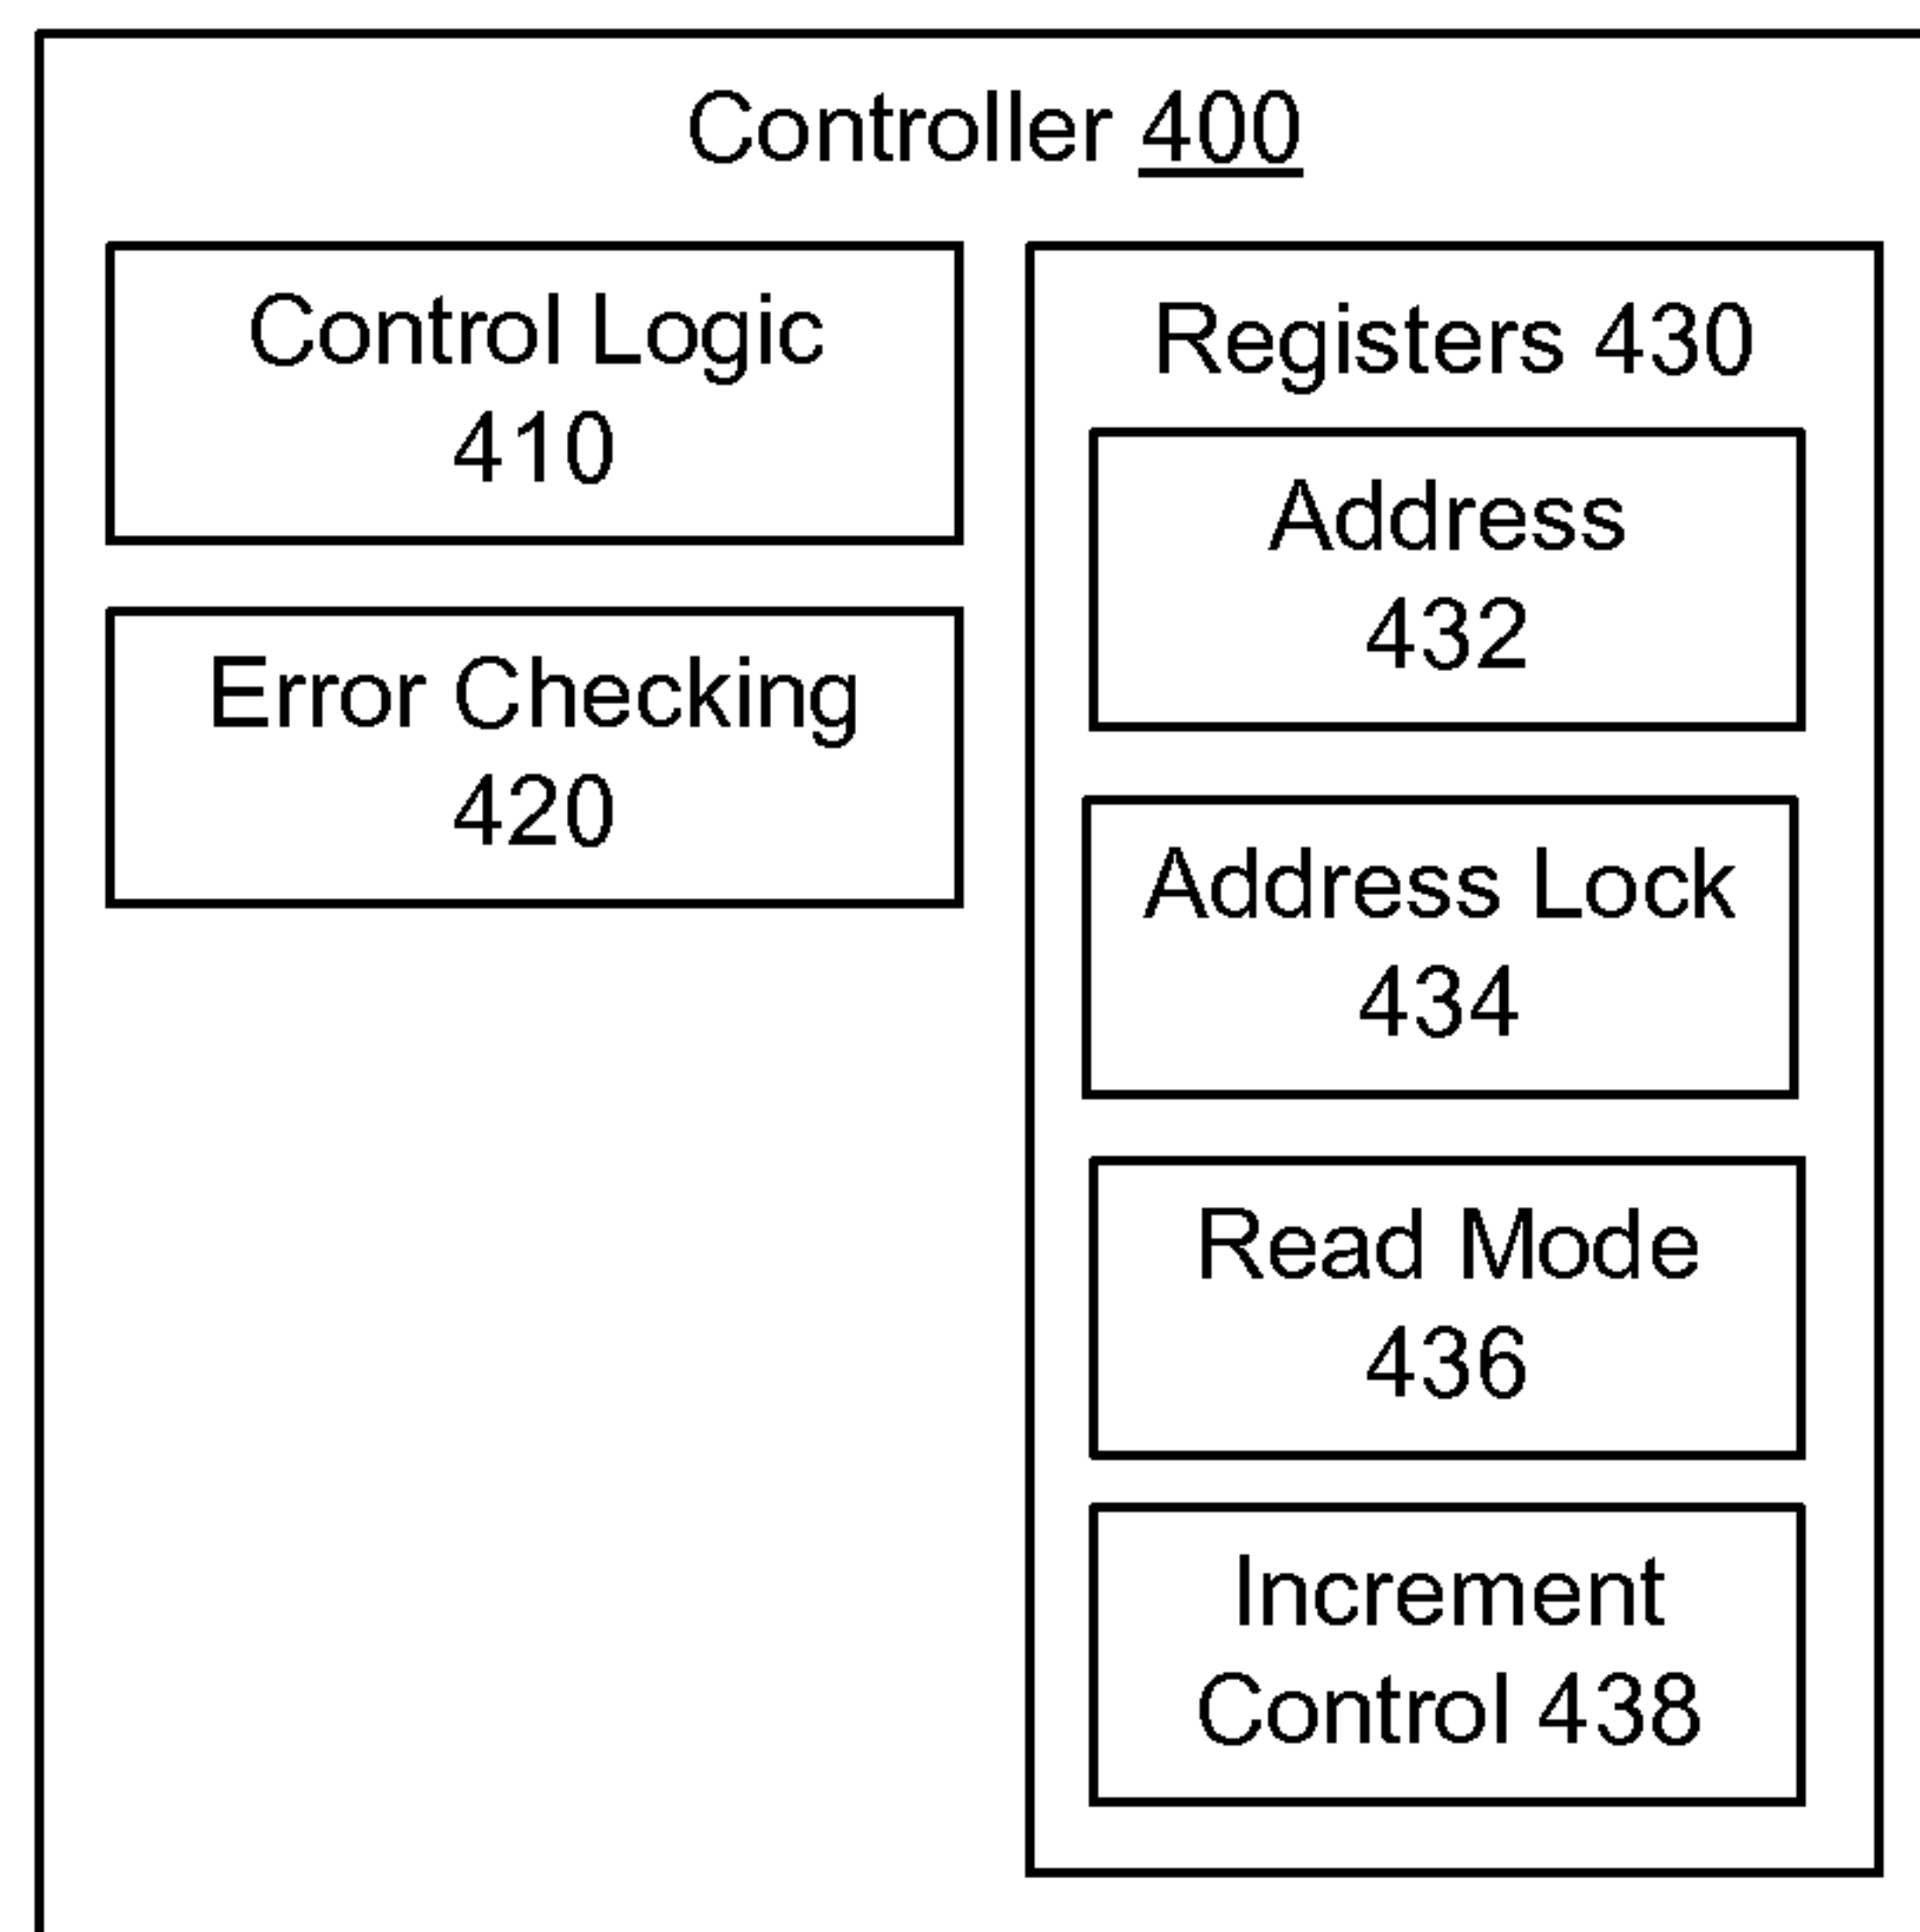 Controller 400
Control Logic
410
Error Checking
420
Registers 430
Address
432
Address Lock
434
Read Mode
436
Increment
Control 438